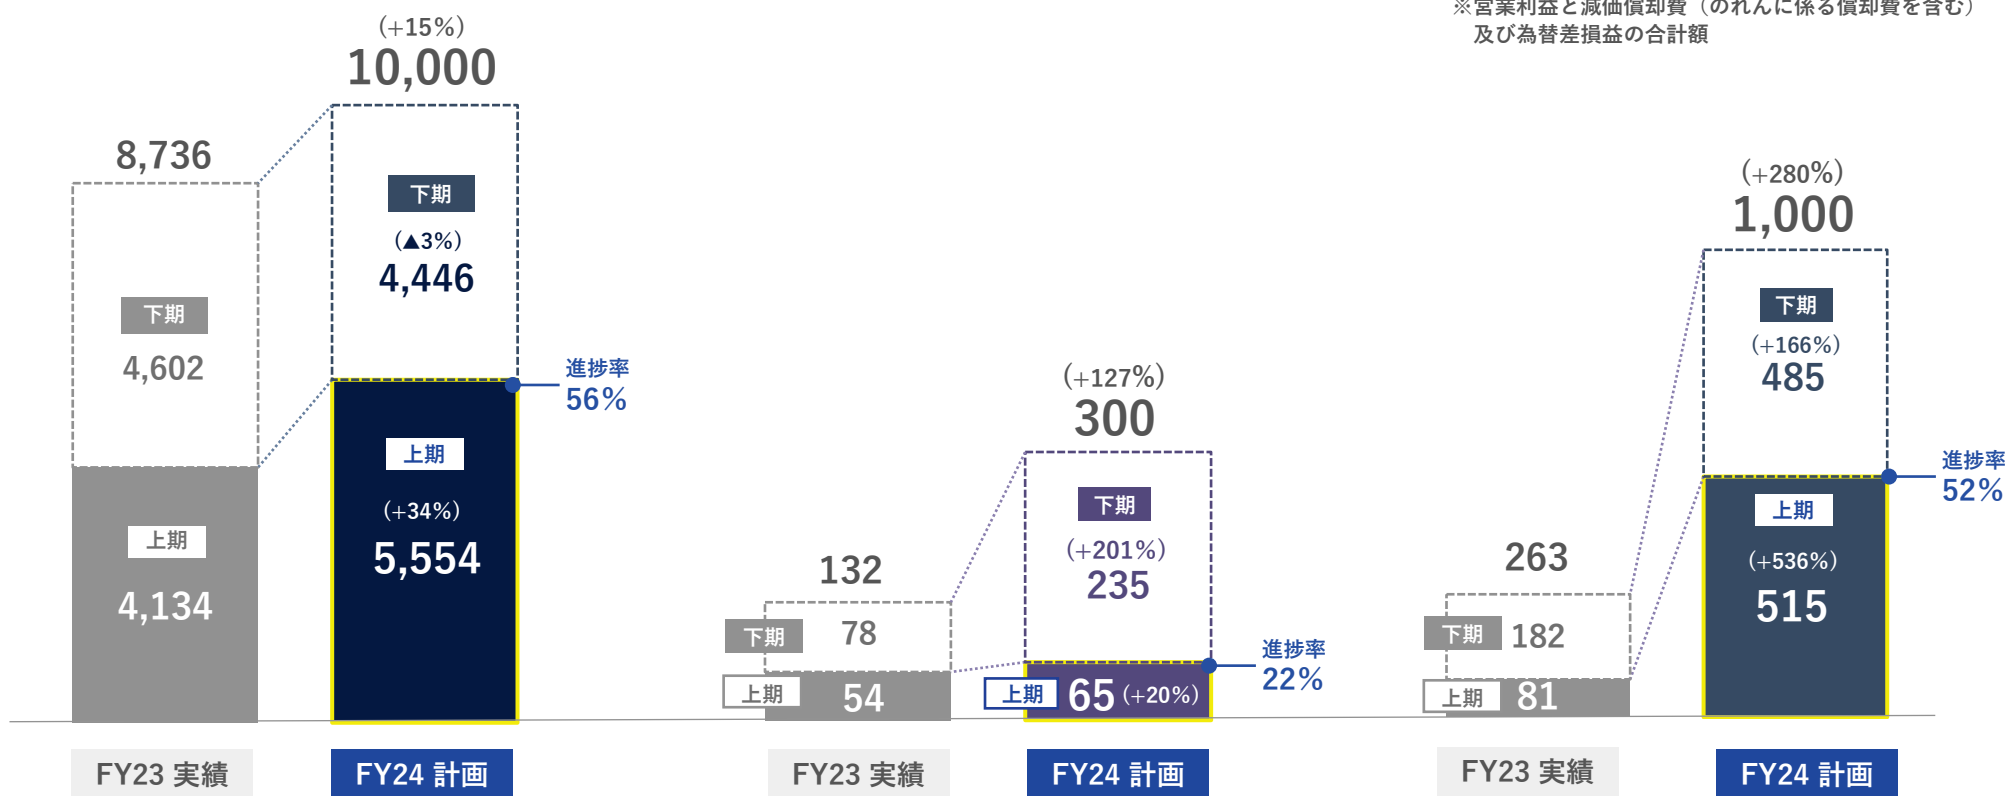 ※営業利益と減価償却費（のれんに係る償却費を含む）
及び為替差損益の合計額
(+15%)
10,000
8,736
下期
(▲3%)
4,446
下期
4,602
進捗率
56%
上期
(+34%)
5,554
上期
4,134
FY23 実績
FY24 計画
(+127%)
300
下期
(+201%)
235
132
下期
78
進捗率
22%
上期
54
上期
65 (+20%)
FY23 実績
FY24 計画
(+280%)
1,000
下期
(+166%)
485
進捗率
52%
上期
(+536%)
515
263
下期
182
上期
81
FY23 実績
FY24 計画